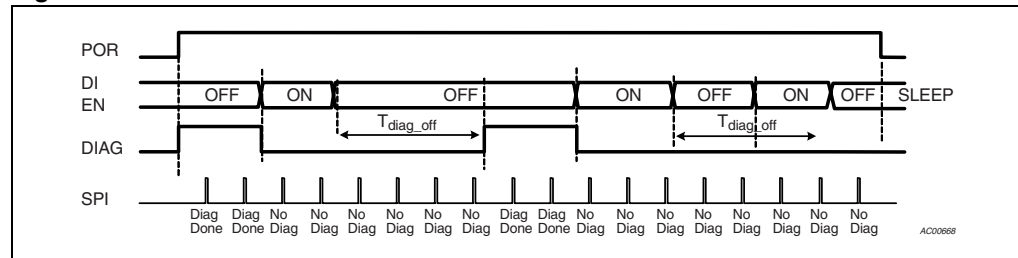 POR
DI
EN
OFF ON OFF ON OFF ON OFF SLEEP
Tdiag_off Tdiag_off
DIAG
SPI
Diag Diag No No No No No No Diag Diag No No No No No No No No
Done Done Diag Diag Diag Diag Diag Diag Done Done Diag Diag Diag Diag Diag Diag Diag Diag
AC00668